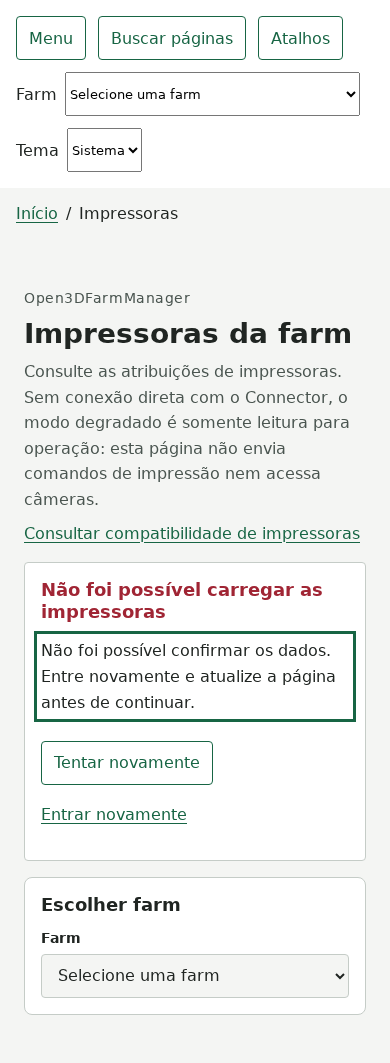 Menu
Buscar páginas
Atalhos
Farm
Selecione uma farm
Tema
Sistema
Início / Impressoras
Open3DFarmManager
Impressoras da farm
Consulte as atribuições de impressoras.
Sem conexão direta com o Connector, o
modo degradado é somente leitura para
operação: esta página não envia
comandos de impressão nem acessa
câmeras.
Consultar compatibilidade de impressoras
Não foi possível carregar as
impressoras
Não foi possível confirmar os dados.
Entre novamente e atualize a página
antes de continuar.
Tentar novamente
Entrar novamente
Escolher farm
Farm
Selecione uma farm